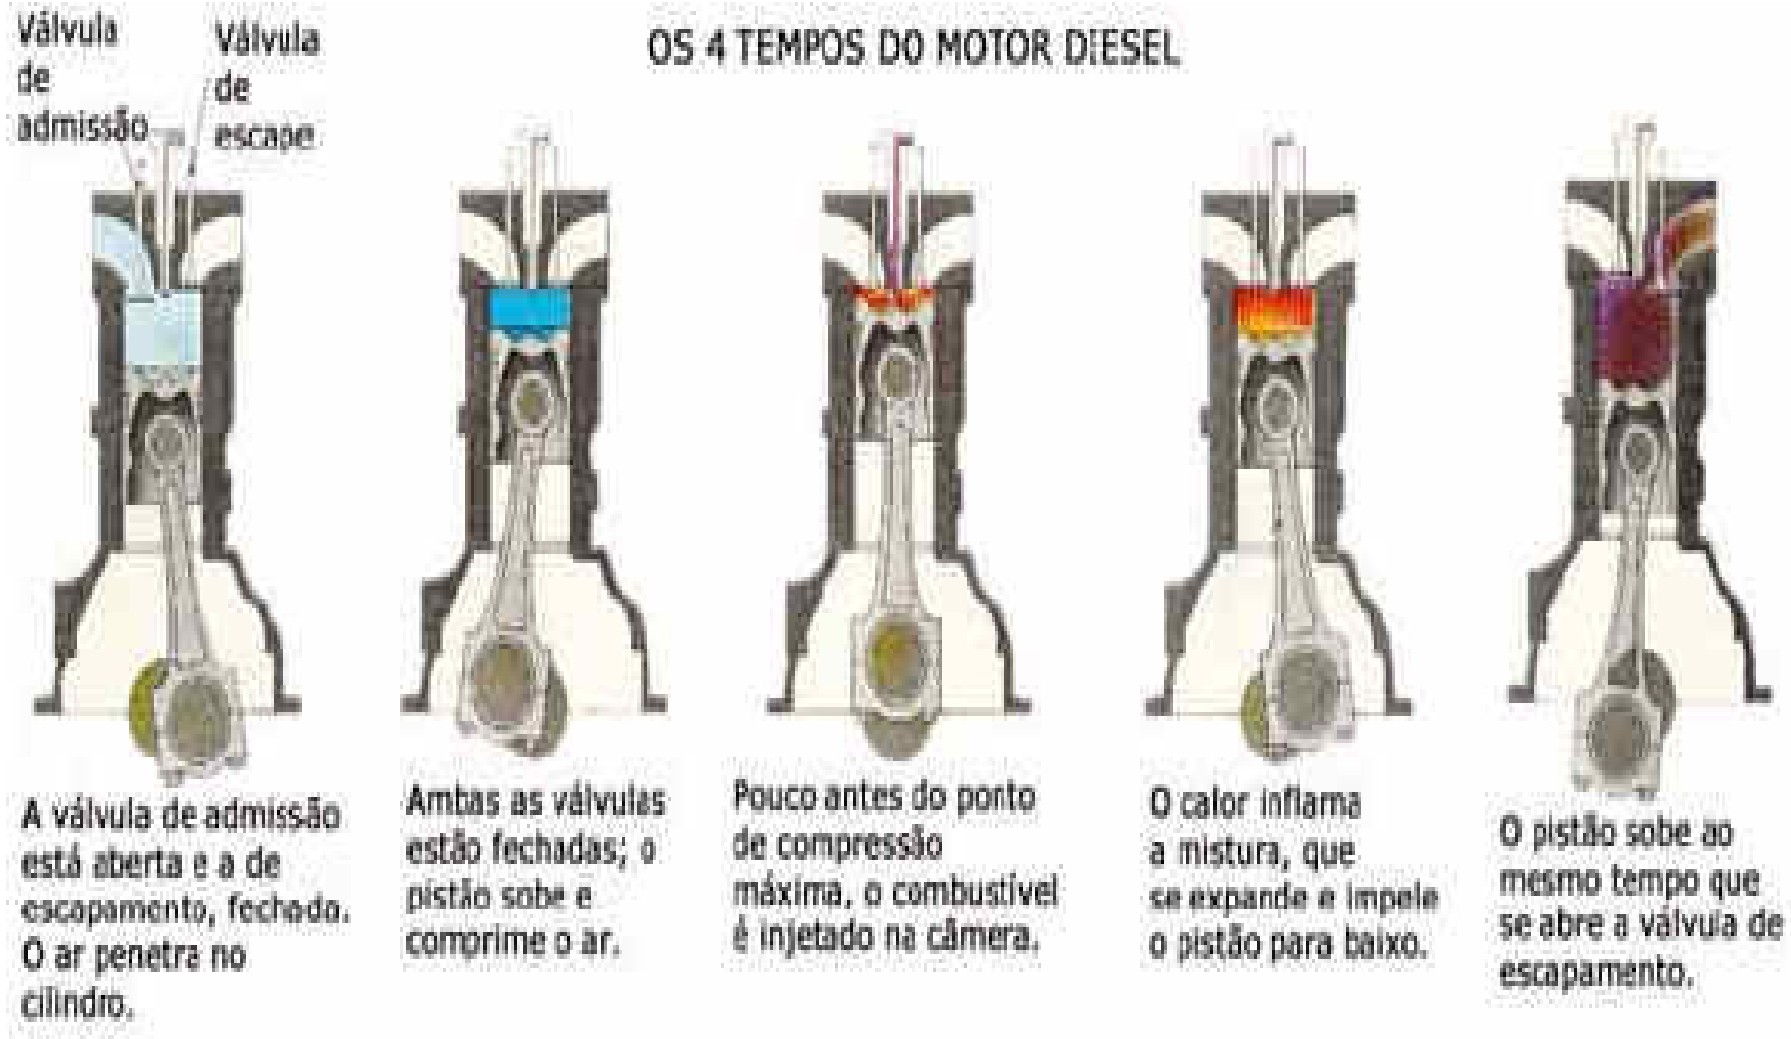 Válvula
de
admissão
Válvula
de
escape
OS 4 TEMPOS DO MOTOR DIESEL
A válvula de admissão
está aberta e a de
escapamento, fechada.
O ar penetra no
cilindro.
Ambas as válvulas
estão fechadas; o
pistão sobe e
comprime o ar.
Pouco antes do ponto
de compressão
máxima, o combustível
é injetado na câmera.
O calor inflama
a mistura, que
se expande e impele
o pistão para baixo.
O pistão sobe ao
mesmo tempo que
se abre a válvula de
escapamento.